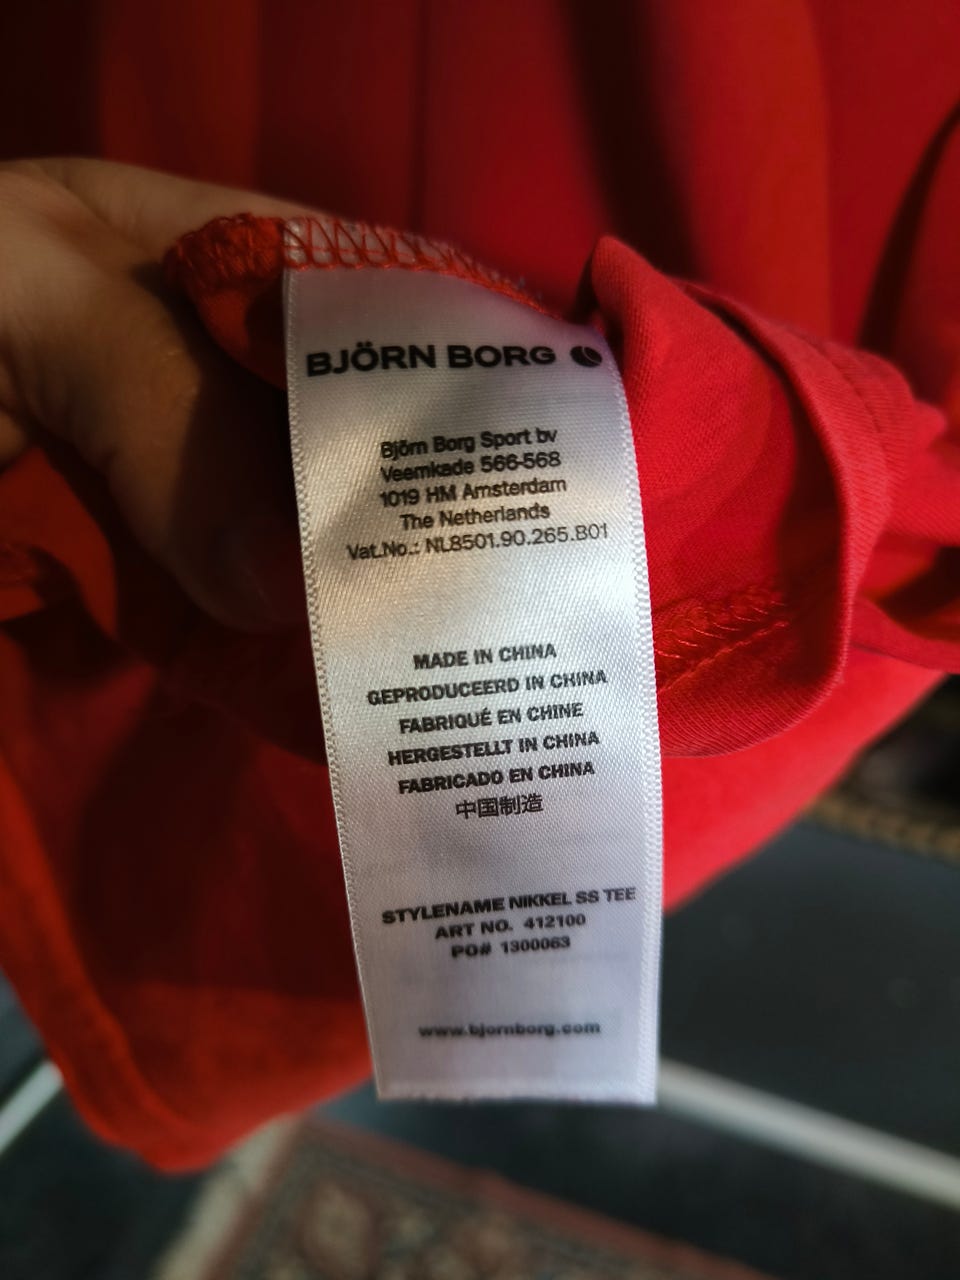 BJÖRN BORG
Björn Borg Sport bv
Veemkade 566-568
1019 HM Amsterdam
The Netherlands
Vat.No.: NL8501.90.265.B01
MADE IN CHINA
GEPRODUCEERD IN CHINA
FABRIQUÉ EN CHINE
HERGESTELLT IN CHINA
FABRICADO EN CHINA
中国制造
STYLENAME NIKKEL SS TEE
ART NO. 412100
PO# 1300063
www.bjornborg.com